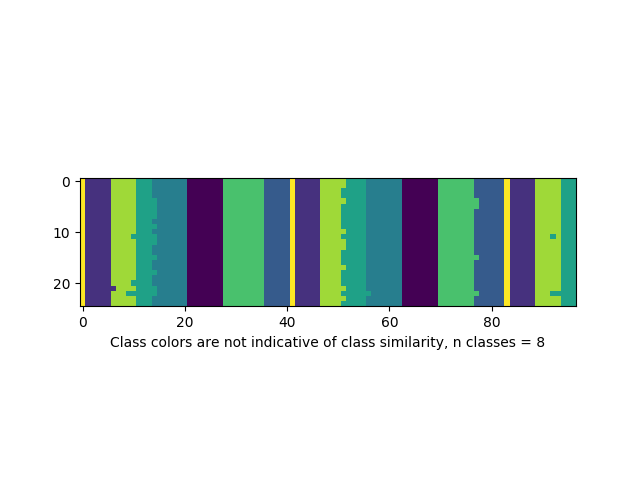 0
10
20
0 20 40 60 80
Class colors are not indicative of class similarity, n classes = 8